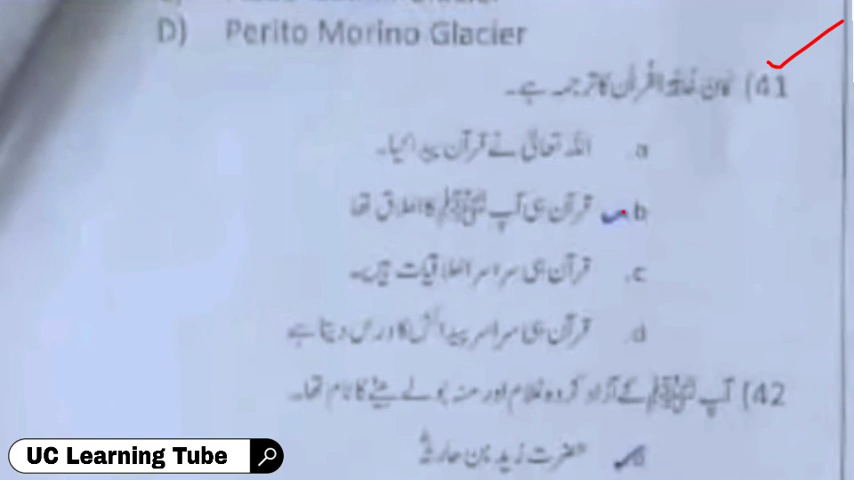 D) Perito Morino Glacier
41) كَانَ خُلُقُهُ الْقُرْآن کا ترجمہ ہے۔
a. اللہ تعالیٰ نے قرآن پیدا کیا۔
b. قرآن ہی آپ ﷺ کا اخلاق تھا
c. قرآن ہی سراسر اخلاقیات ہیں۔
d. قرآن ہی سراسر پیدائش کا درس دیتا ہے
42) آپ ﷺ کے آزاد کردہ غلام اور منہ بولے بیٹے کا نام تھا۔
حضرت زید بن حارثہؓ
UC Learning Tube